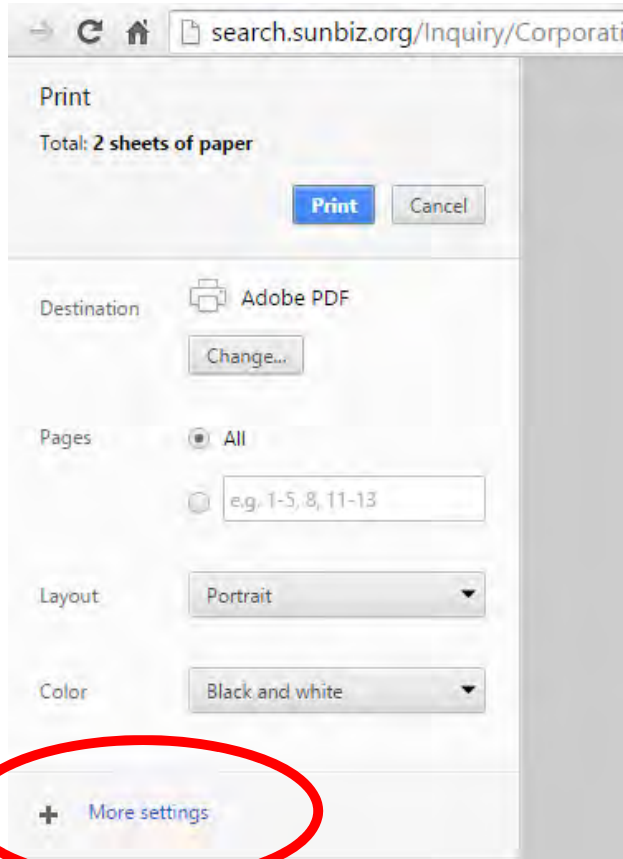 search.sunbiz.org/Inquiry/Corporati
Print
Total: 2 sheets of paper
Print Cancel
Destination Adobe PDF
Change...
Pages All
e.g. 1-5, 8, 11-13
Layout Portrait
Color Black and white
+ More settings